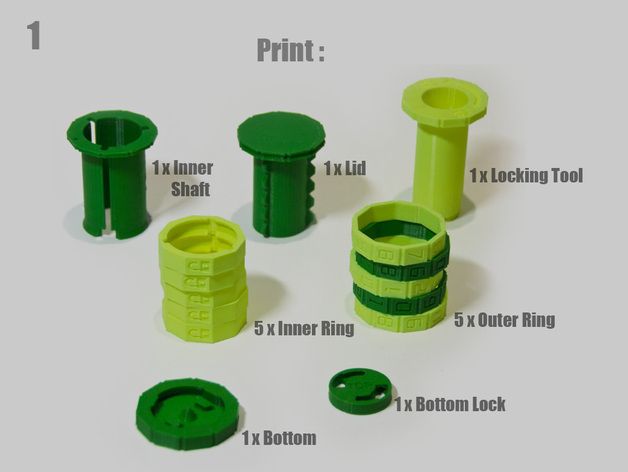 1
Print :
1 x Inner
Shaft
1 x Lid
1 x Locking Tool
5 x Inner Ring
5 x Outer Ring
1 x Bottom Lock
1 x Bottom